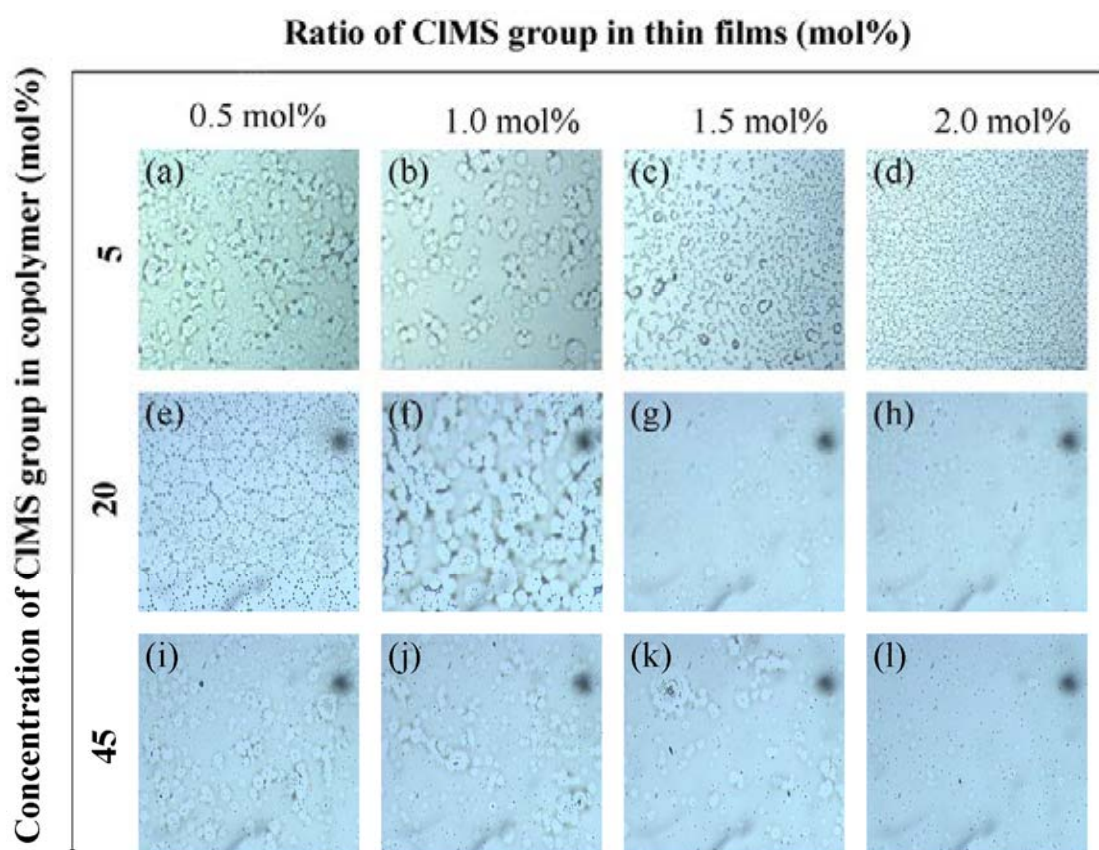 Ratio of ClMS group in thin films (mol%)
Concentration of ClMS group in copolymer (mol%)
0.5 mol% 1.0 mol% 1.5 mol% 2.0 mol%
5
(a) (b) (c) (d)
20
(e) (f) (g) (h)
45
(i) (j) (k) (l)